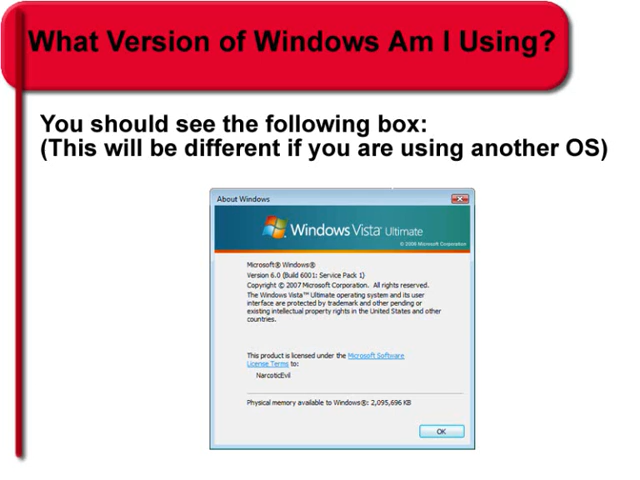 What Version of Windows Am I Using?
You should see the following box:
(This will be different if you are using another OS)
About Windows
Windows Vista™ Ultimate
© 2006 Microsoft Corporation
Microsoft® Windows®
Version 6.0 (Build 6001: Service Pack 1)
Copyright © 2007 Microsoft Corporation. All rights reserved.
The Windows Vista™ Ultimate operating system and its user
interface are protected by trademark and other pending or
existing intellectual property rights in the United States and other
countries.
This product is licensed under the Microsoft Software
License Terms to:
NarcoticEvil
Physical memory available to Windows®: 2,095,696 KB
OK